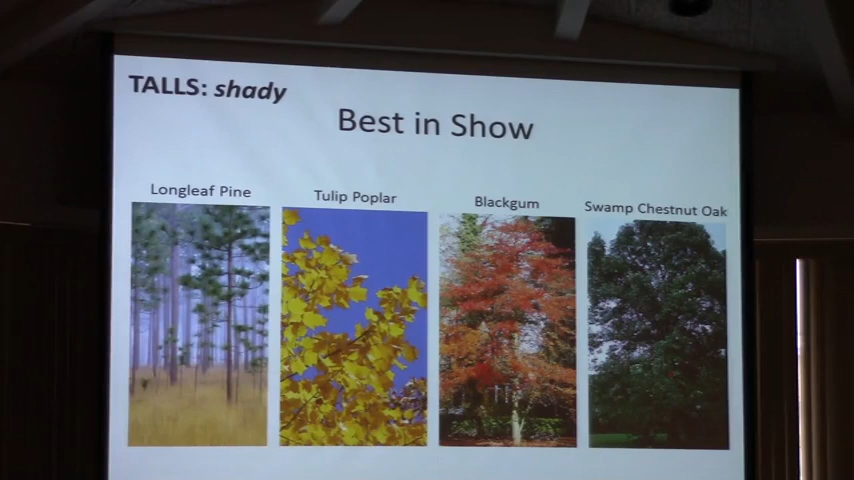 TALLS: shady
Best in Show
Longleaf Pine
Tulip Poplar
Blackgum
Swamp Chestnut Oak